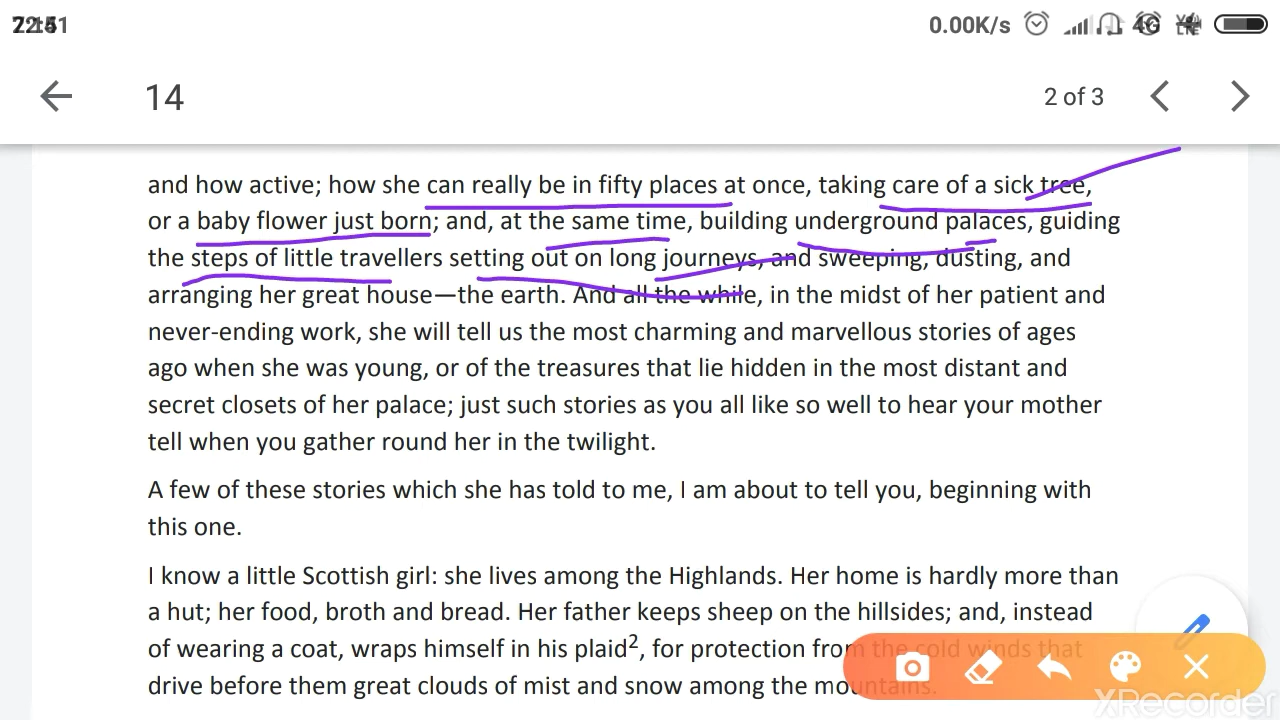 0.00K/s 4G
14 2 of 3
and how active; how she can really be in fifty places at once, taking care of a sick tree,
or a baby flower just born; and, at the same time, building underground palaces, guiding
the steps of little travellers setting out on long journeys, and sweeping, dusting, and
arranging her great house—the earth. And all the while, in the midst of her patient and
never-ending work, she will tell us the most charming and marvellous stories of ages
ago when she was young, or of the treasures that lie hidden in the most distant and
secret closets of her palace; just such stories as you all like so well to hear your mother
tell when you gather round her in the twilight.
A few of these stories which she has told to me, I am about to tell you, beginning with
this one.
I know a little Scottish girl: she lives among the Highlands. Her home is hardly more than
a hut; her food, broth and bread. Her father keeps sheep on the hillsides; and, instead
of wearing a coat, wraps himself in his plaid², for protection from the cold winds that
drive before them great clouds of mist and snow among the mountains.
XRecorder